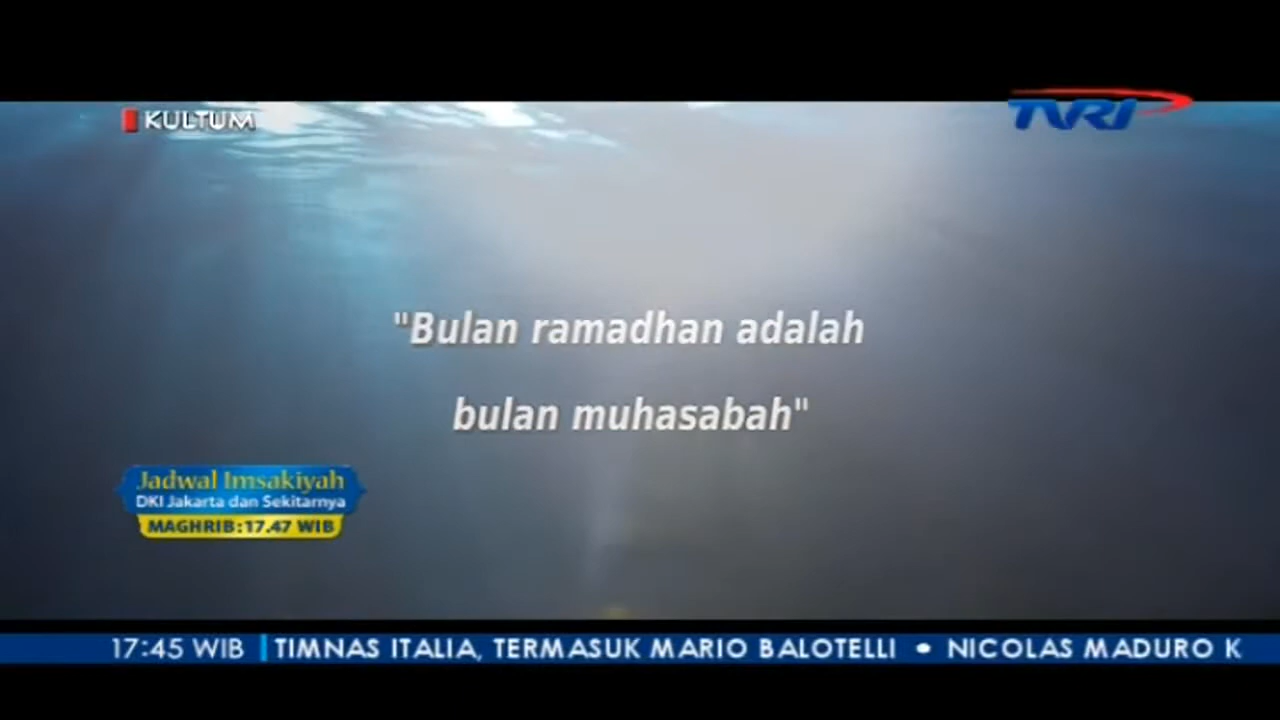 KULTUM
TVRI
"Bulan ramadhan adalah
bulan muhasabah"
Jadwal Imsakiyah
DKI Jakarta dan Sekitarnya
MAGHRIB:17.47 WIB
17:45 WIB TIMNAS ITALIA, TERMASUK MARIO BALOTELLI • NICOLAS MADURO K